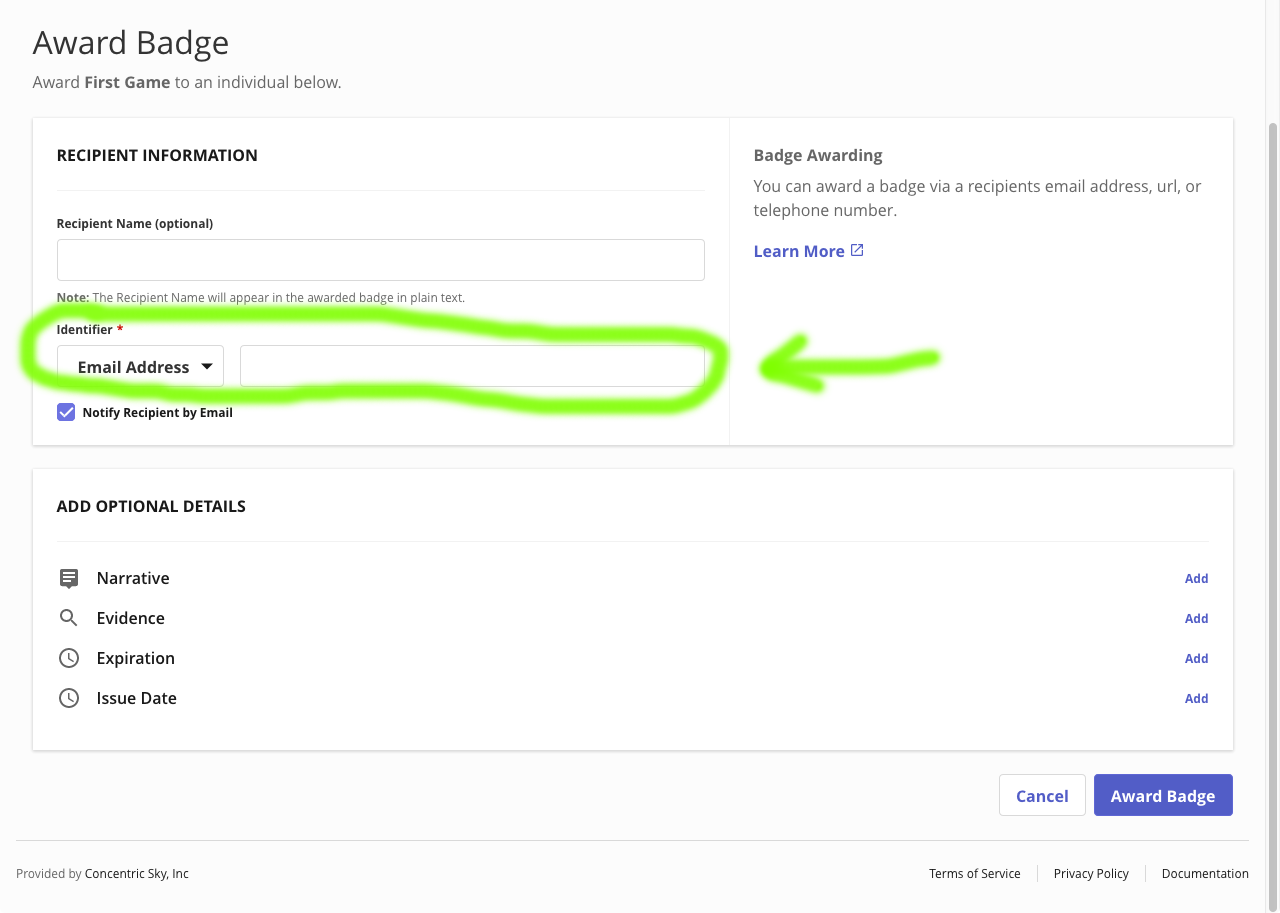 Award Badge
Award First Game to an individual below.
RECIPIENT INFORMATION
Recipient Name (optional)
Note: The Recipient Name will appear in the awarded badge in plain text.
Identifier *
Email Address
Notify Recipient by Email
Badge Awarding
You can award a badge via a recipients email address, url, or
telephone number.
Learn More
ADD OPTIONAL DETAILS
Narrative Add
Evidence Add
Expiration Add
Issue Date Add
Cancel Award Badge
Provided by Concentric Sky, Inc Terms of Service Privacy Policy Documentation